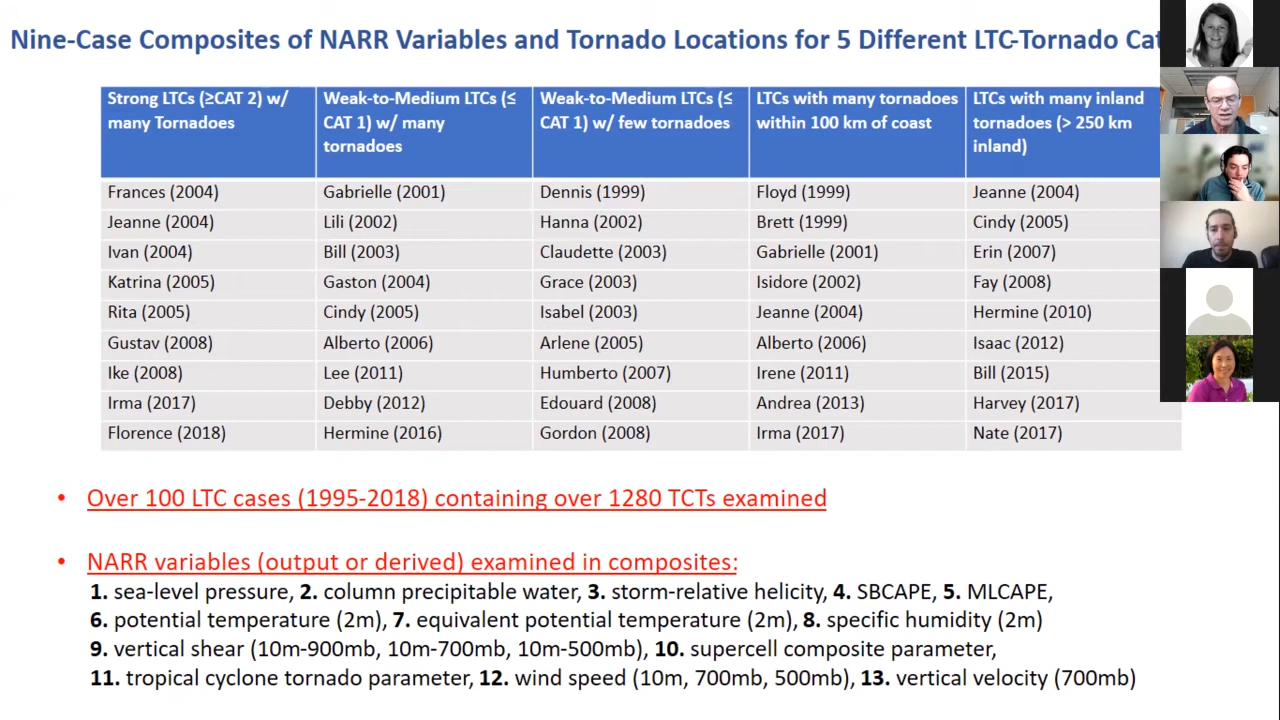 Nine-Case Composites of NARR Variables and Tornado Locations for 5 Different LTC-Tornado
Strong LTCs (≥CAT 2) w/ many Tornadoes
Weak-to-Medium LTCs (≤ CAT 1) w/ many tornadoes
Weak-to-Medium LTCs (≤ CAT 1) w/ few tornadoes
LTCs with many tornadoes within 100 km of coast
LTCs with many inland tornadoes (> 250 km inland)
Frances (2004) Gabrielle (2001) Dennis (1999) Floyd (1999) Jeanne (2004)
Jeanne (2004) Lili (2002) Hanna (2002) Brett (1999) Cindy (2005)
Ivan (2004) Bill (2003) Claudette (2003) Gabrielle (2001) Erin (2007)
Katrina (2005) Gaston (2004) Grace (2003) Isidore (2002) Fay (2008)
Rita (2005) Cindy (2005) Isabel (2003) Jeanne (2004) Hermine (2010)
Gustav (2008) Alberto (2006) Arlene (2005) Alberto (2006) Isaac (2012)
Ike (2008) Lee (2011) Humberto (2007) Irene (2011) Bill (2015)
Irma (2017) Debby (2012) Edouard (2008) Andrea (2013) Harvey (2017)
Florence (2018) Hermine (2016) Gordon (2008) Irma (2017) Nate (2017)
• Over 100 LTC cases (1995-2018) containing over 1280 TCTs examined
• NARR variables (output or derived) examined in composites:
1. sea-level pressure, 2. column precipitable water, 3. storm-relative helicity, 4. SBCAPE, 5. MLCAPE,
6. potential temperature (2m), 7. equivalent potential temperature (2m), 8. specific humidity (2m)
9. vertical shear (10m-900mb, 10m-700mb, 10m-500mb), 10. supercell composite parameter,
11. tropical cyclone tornado parameter, 12. wind speed (10m, 700mb, 500mb), 13. vertical velocity (700mb)